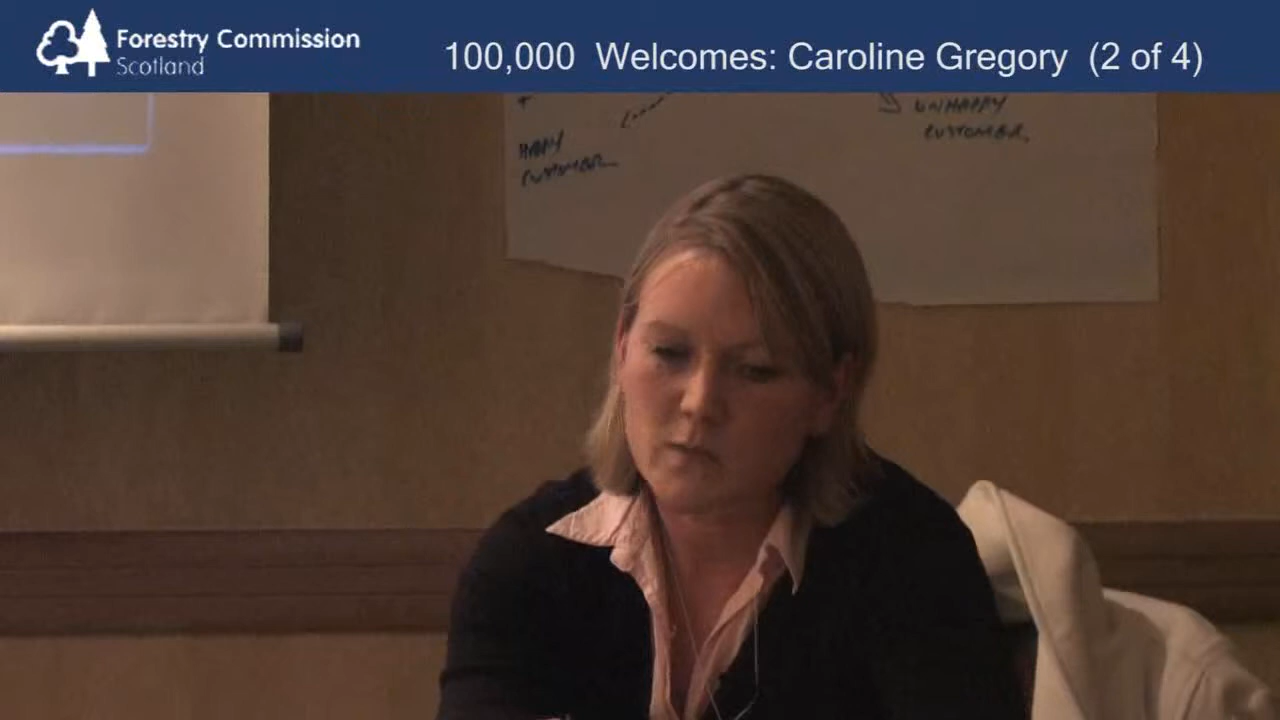 Forestry Commission
Scotland
100,000 Welcomes: Caroline Gregory (2 of 4)
HAPPY
CUSTOMER
UNHAPPY
CUSTOMER